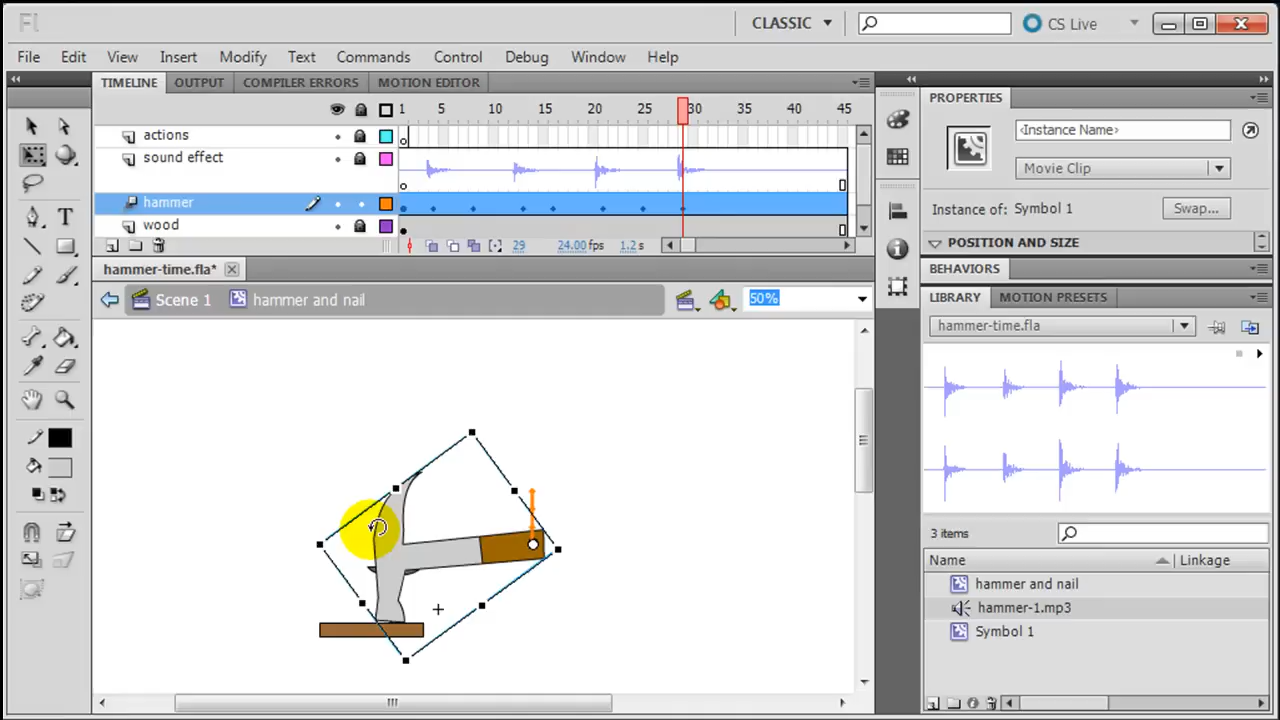 Fl CLASSIC CS Live
File Edit View Insert Modify Text Commands Control Debug Window Help
TIMELINE OUTPUT COMPILER ERRORS MOTION EDITOR
1 5 10 15 20 25 30 35 40 45
actions
sound effect
hammer
wood
29 24.00 fps 1.2 s
hammer-time.fla*
Scene 1 hammer and nail 50%
T
PROPERTIES
<Instance Name>
Movie Clip
Instance of: Symbol 1 Swap...
POSITION AND SIZE
BEHAVIORS
LIBRARY MOTION PRESETS
hammer-time.fla
3 items
Name Linkage
hammer and nail
hammer-1.mp3
Symbol 1